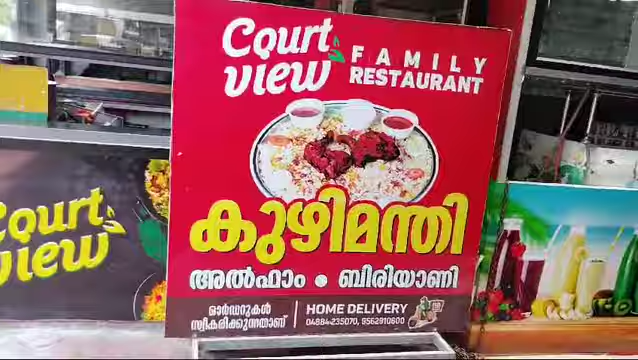 Court
view
FAMILY
RESTAURANT
കുഴിമന്തി
അൽഫാം • ബിരിയാണി
ഓർഡറുകൾ
സ്വീകരിക്കുന്നതാണ്
HOME DELIVERY
04884-235070, 9562910600
Court
view